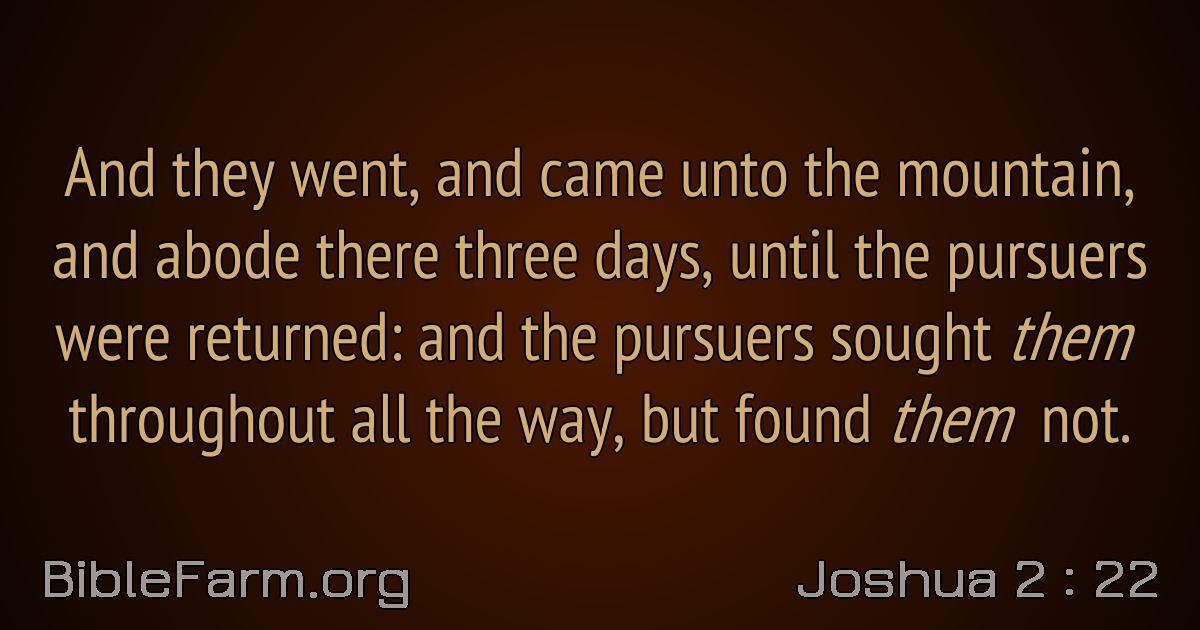 And they went, and came unto the mountain,
and abode there three days, until the pursuers
were returned: and the pursuers sought them
throughout all the way, but found them not.
BibleFarm.org
Joshua 2 : 22